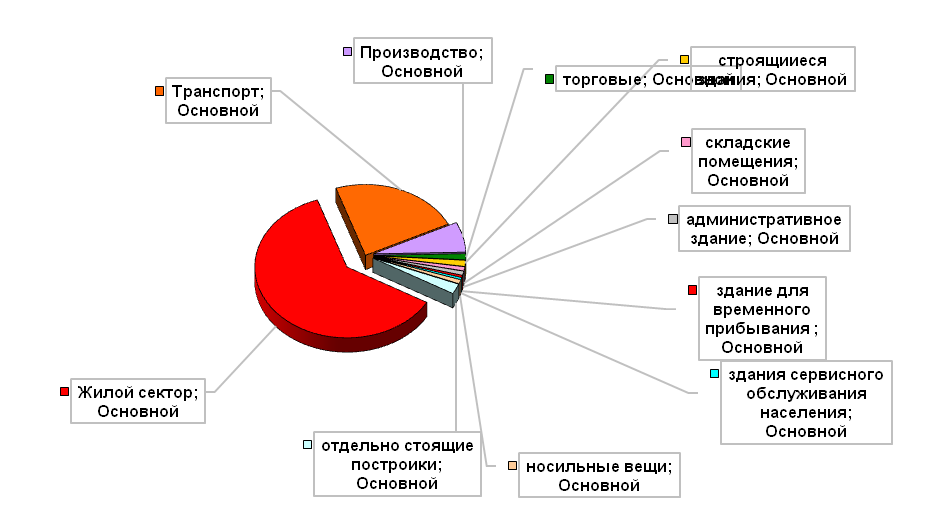 Производство;
Основной
Транспорт;
Основной
торговые; Основной
строящииеся
здания; Основной
складские
помещения;
Основной
административное
здание; Основной
здание для
временного
прибывания ;
Основной
здания сервисного
обслуживания
населения;
Основной
Жилой сектор;
Основной
отдельно стоящие
постройки;
Основной
носильные вещи;
Основной